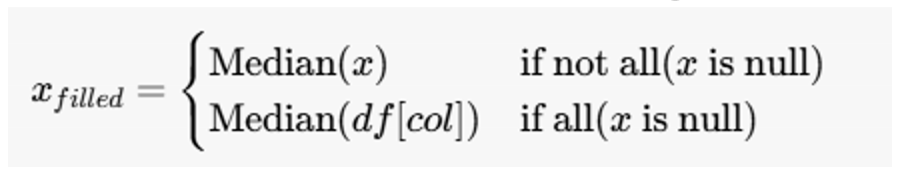 x_filled = { Median(x) if not all(x is null)
Median(df[col]) if all(x is null)